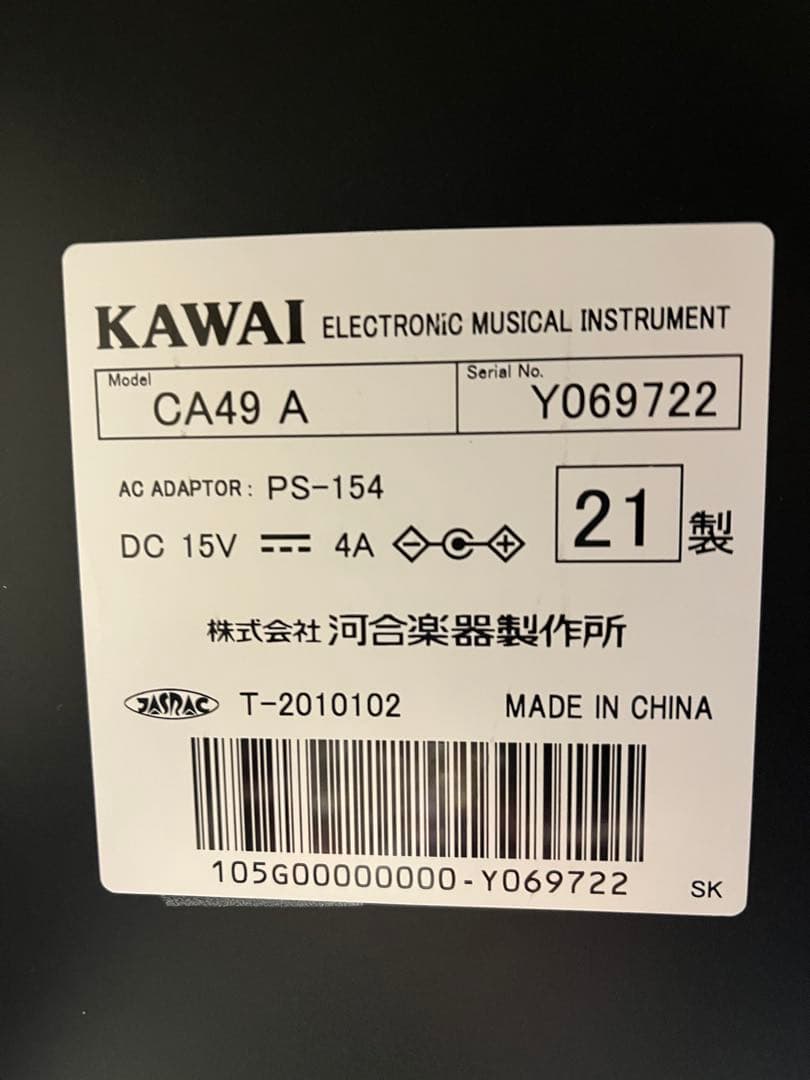 KAWAI ELECTRONiC MUSICAL INSTRUMENT
Model CA49 A Serial No. Y069722
AC ADAPTOR: PS-154
DC 15V 4A 21 製
株式会社 河合楽器製作所
JASRAC T-2010102 MADE IN CHINA
105G00000000-Y069722 SK